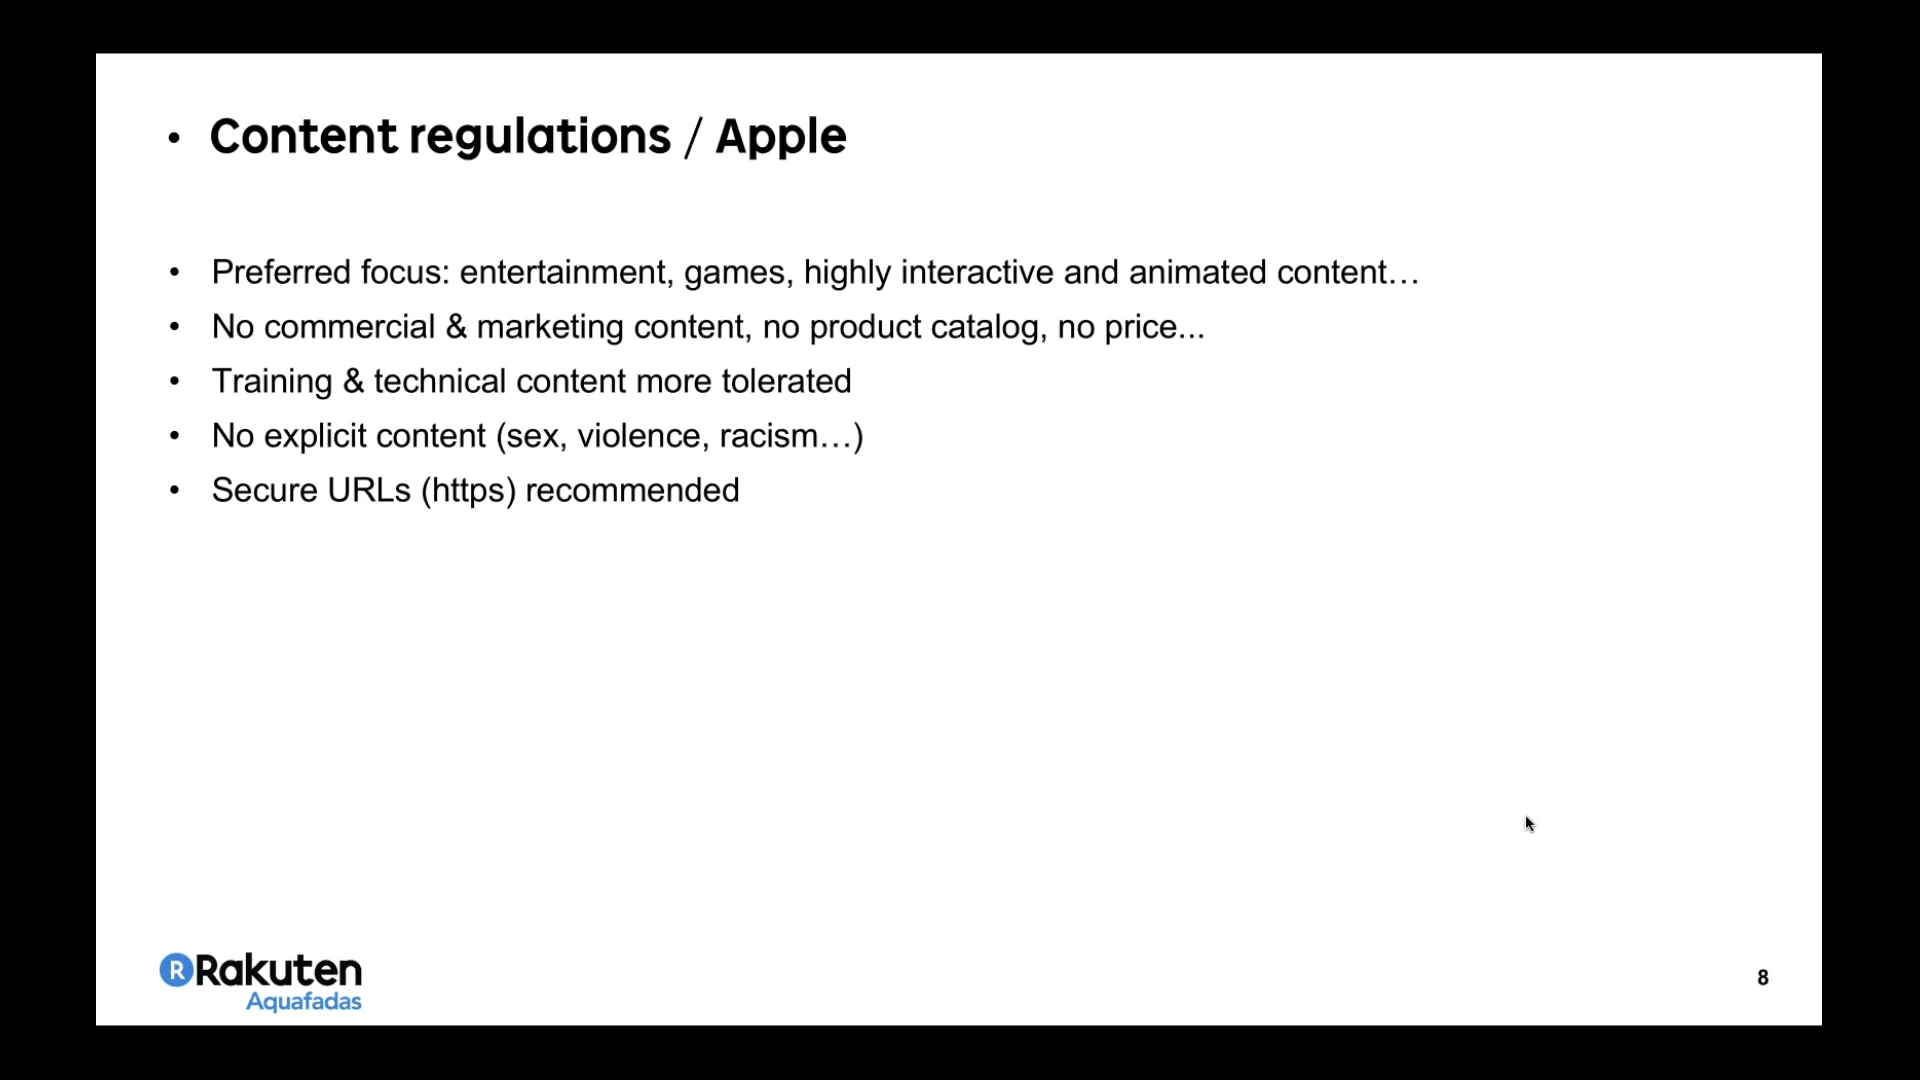 • Content regulations / Apple
• Preferred focus: entertainment, games, highly interactive and animated content…
• No commercial & marketing content, no product catalog, no price...
• Training & technical content more tolerated
• No explicit content (sex, violence, racism…)
• Secure URLs (https) recommended
R Rakuten
Aquafadas
8